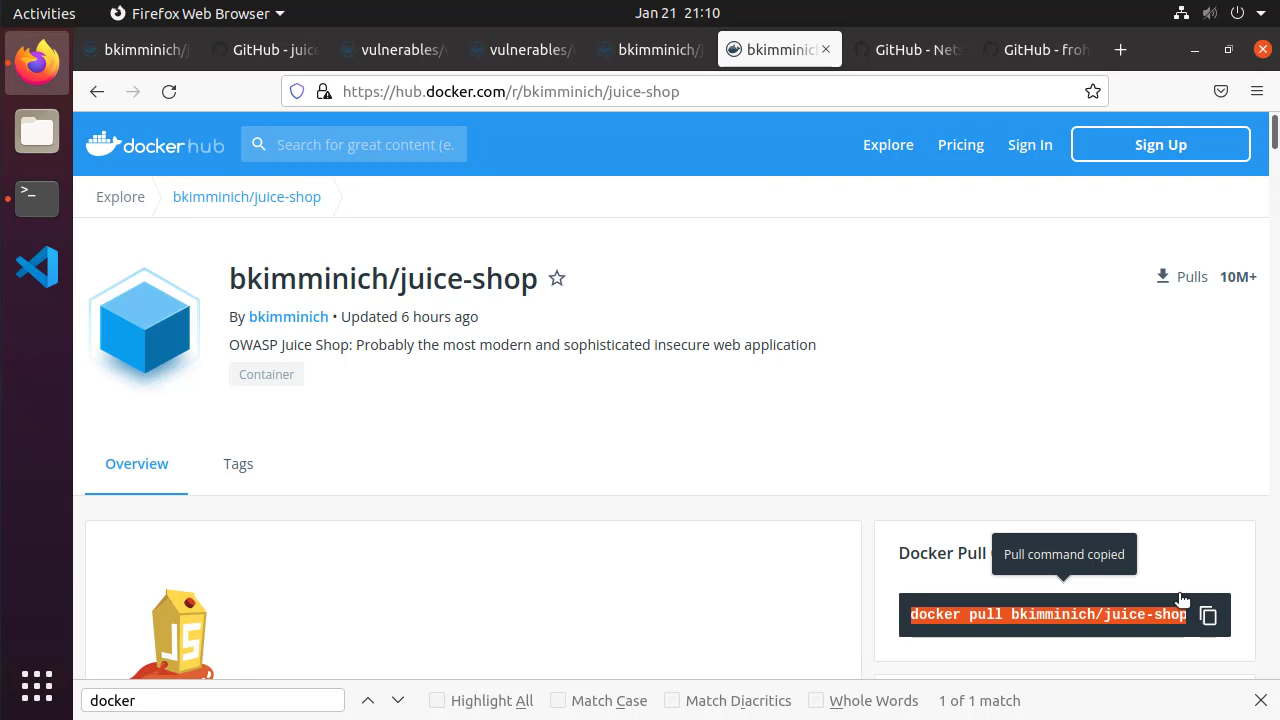 Activities
Firefox Web Browser
Jan 21 21:10
bkimminich/j
GitHub - juic
vulnerables/
vulnerables/
bkimminich/j
bkimminic
GitHub - Net
GitHub - froh
https://hub.docker.com/r/bkimminich/juice-shop
docker hub
Search for great content (e.
Explore
Pricing
Sign In
Sign Up
Explore
bkimminich/juice-shop
bkimminich/juice-shop
Pulls 10M+
By bkimminich • Updated 6 hours ago
OWASP Juice Shop: Probably the most modern and sophisticated insecure web application
Container
Overview
Tags
Docker Pull
Pull command copied
docker pull bkimminich/juice-shop
JS
docker
Highlight All
Match Case
Match Diacritics
Whole Words
1 of 1 match